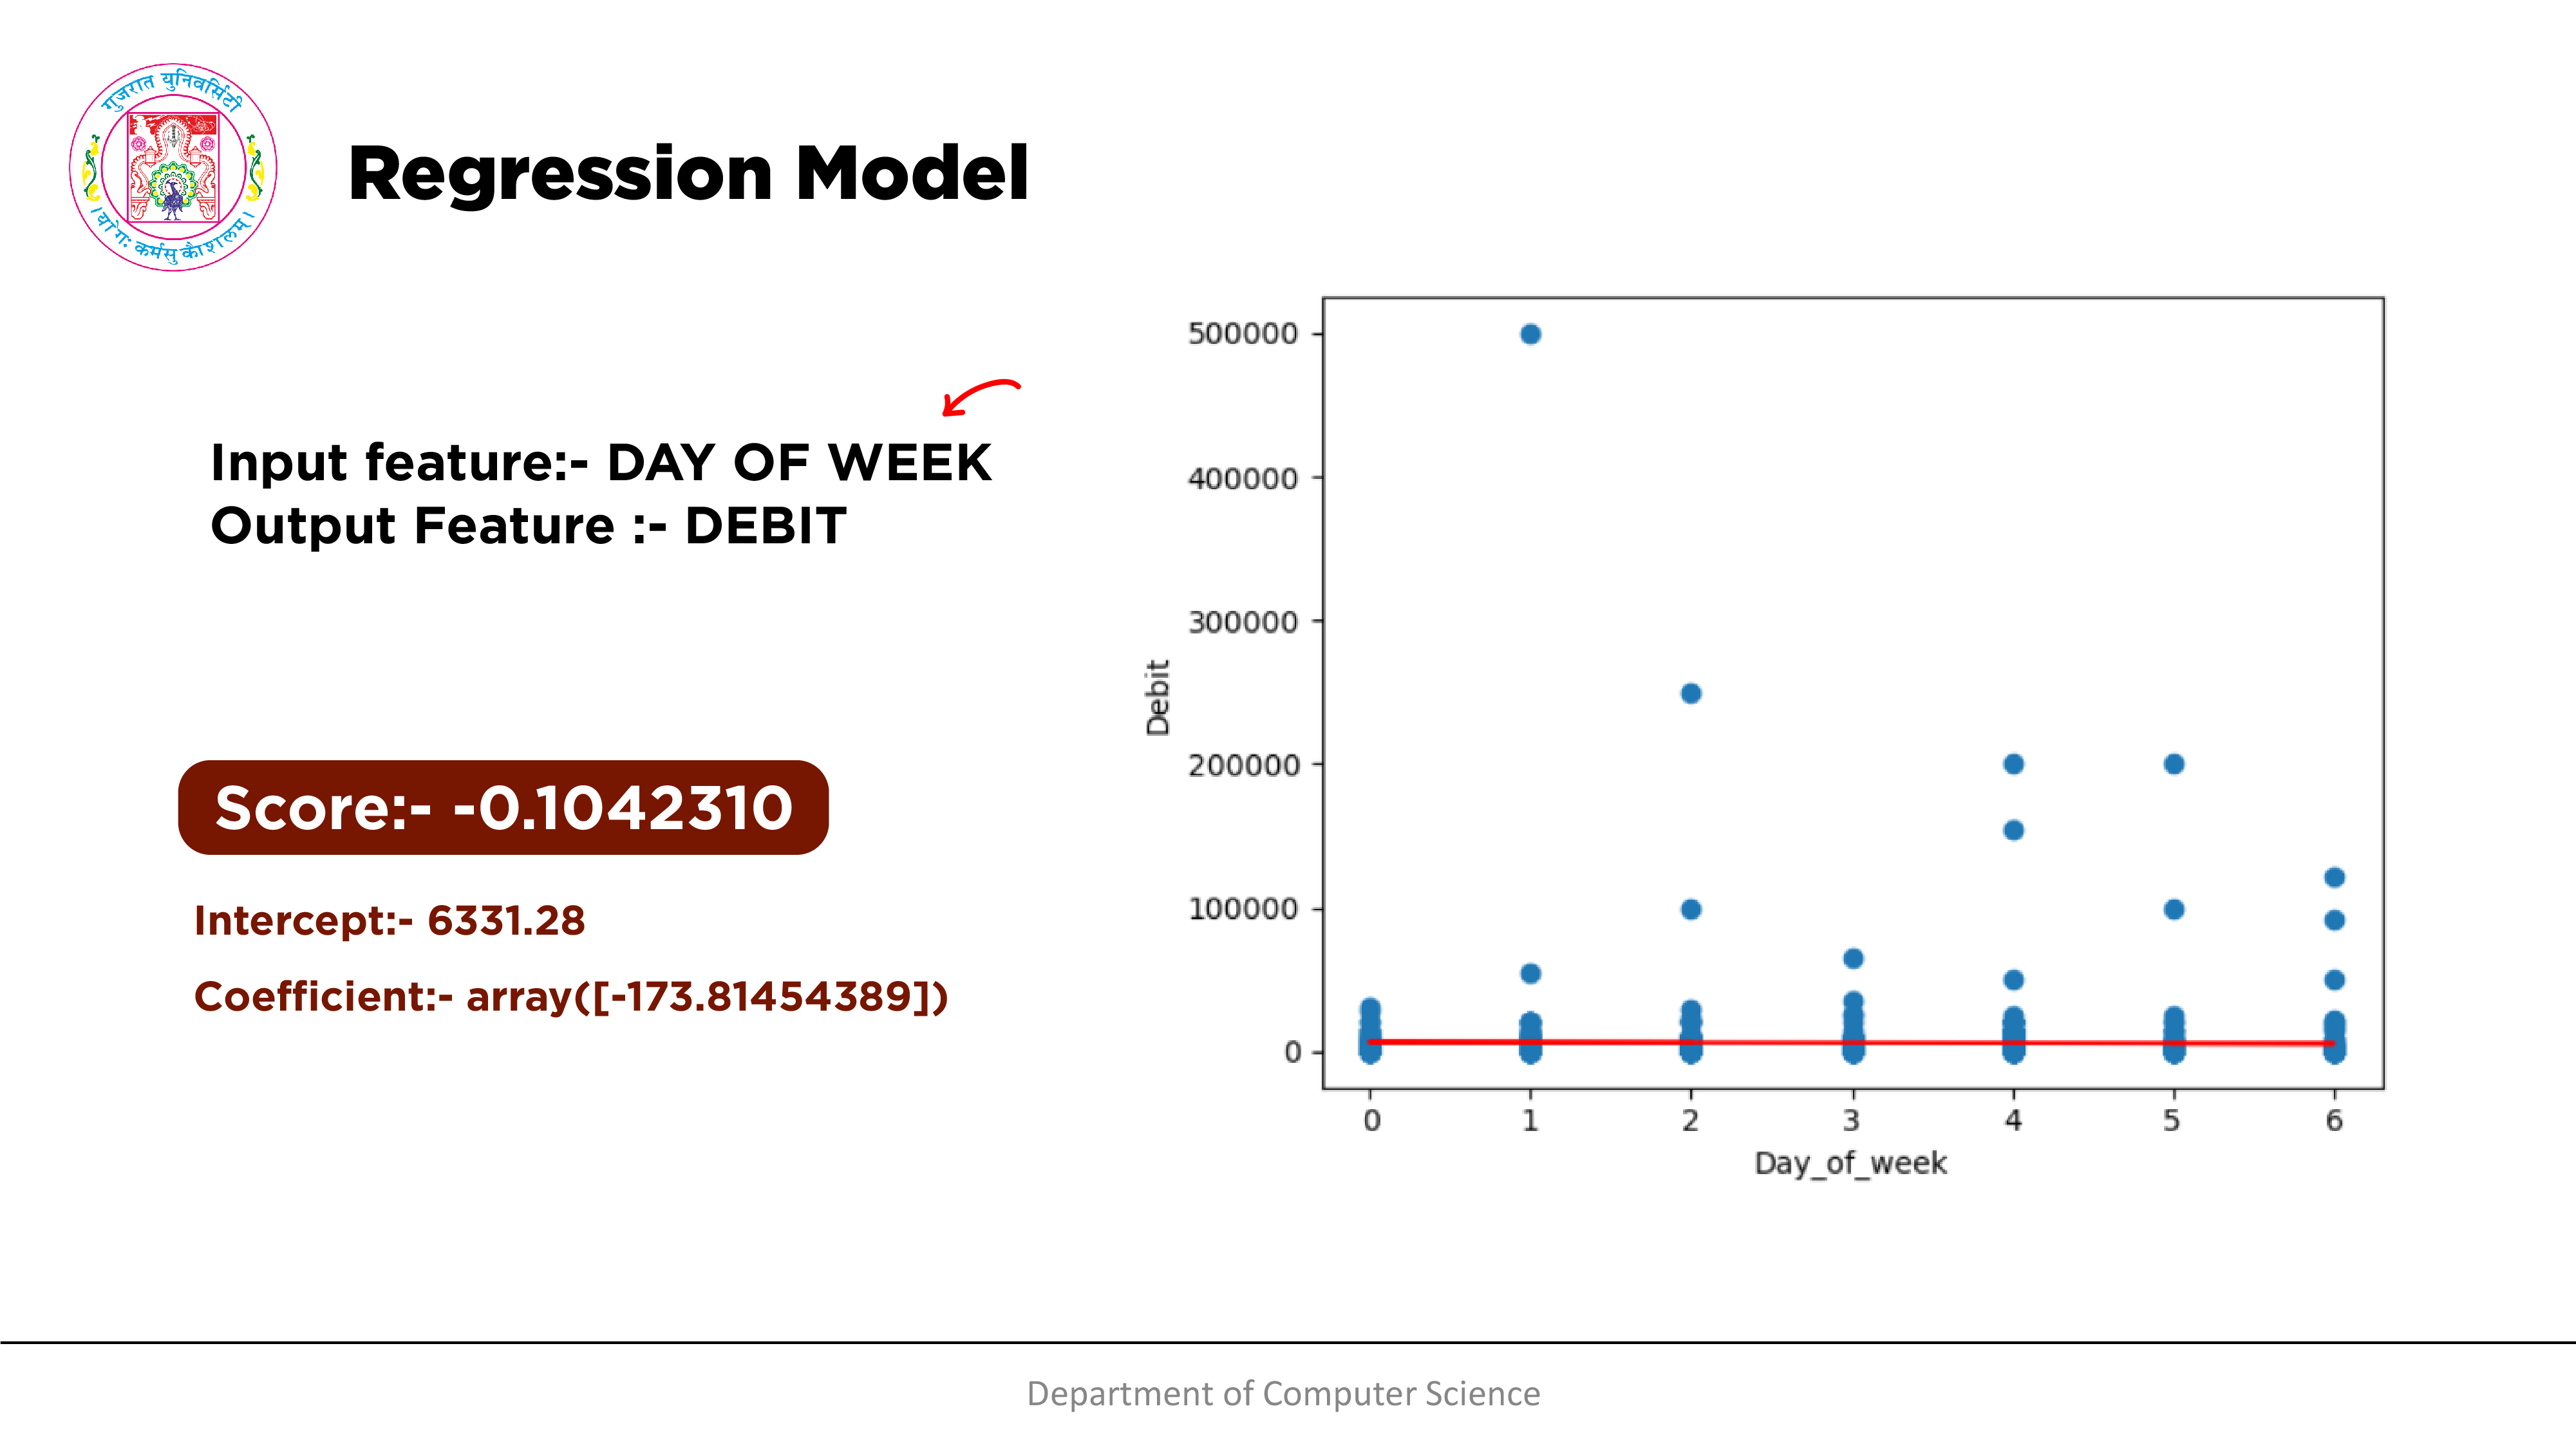 गुजरात युनिवर्सिटी
। योगः कर्मसु कौशलम् ।
Regression Model
Input feature:- DAY OF WEEK
Output Feature :- DEBIT
Score:- -0.1042310
Intercept:- 6331.28
Coefficient:- array([-173.81454389])
500000
400000
300000
200000
100000
0
Debit
0 1 2 3 4 5 6
Day_of_week
Department of Computer Science